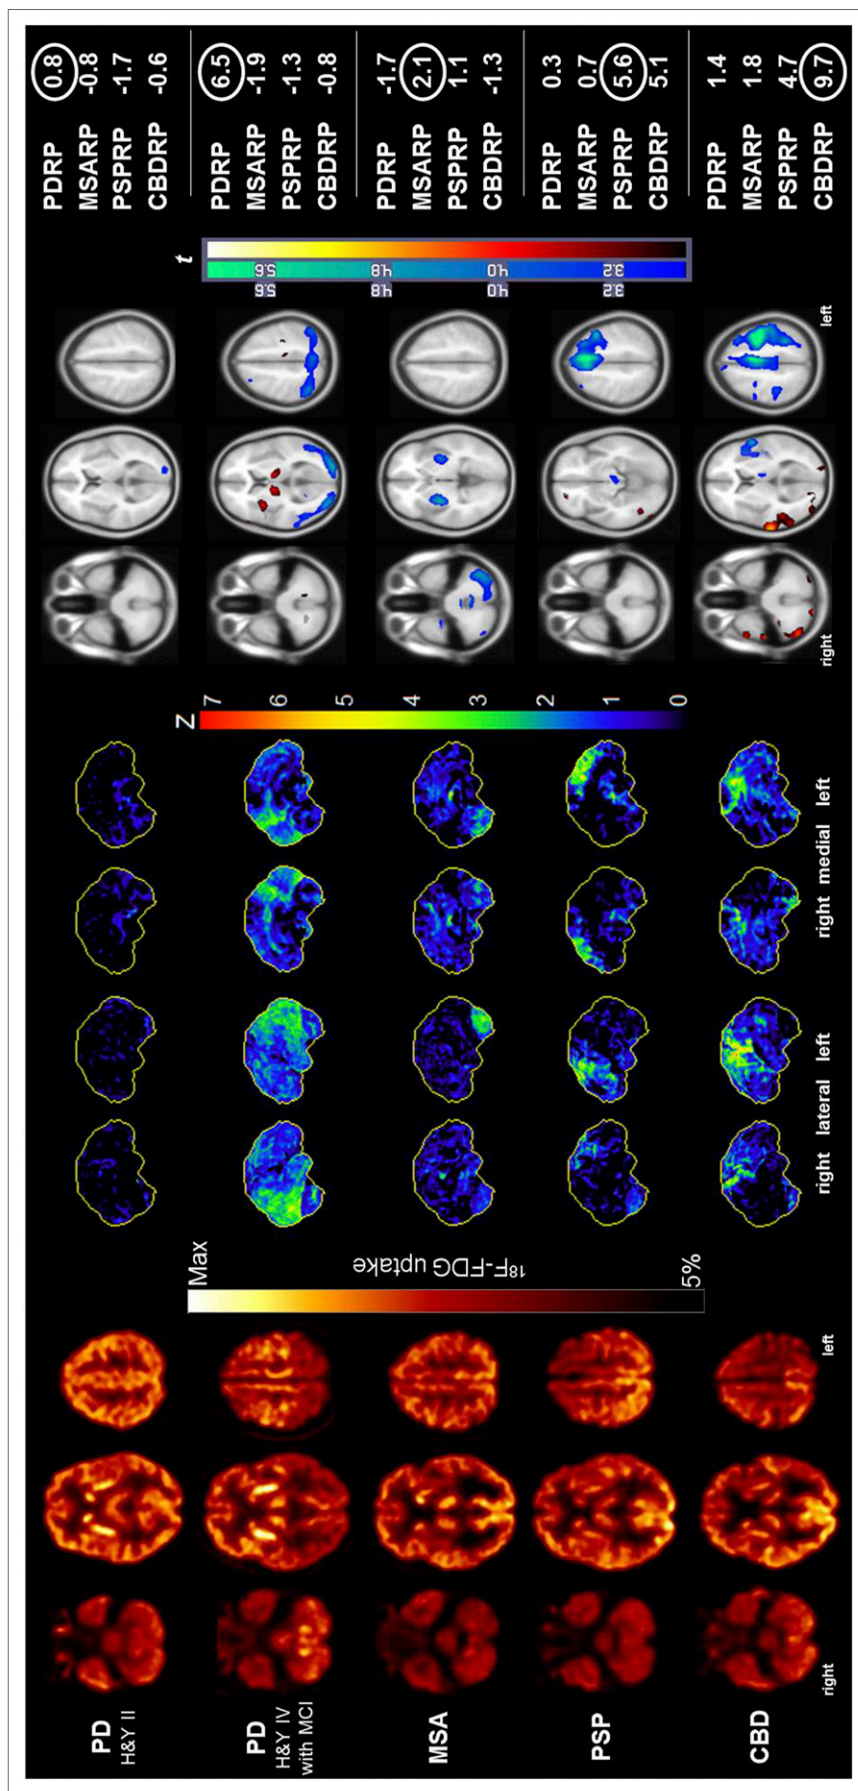 PD
H&Y II
PD
H&Y IV
with MCI
MSA
PSP
CBD
right
left
Max
¹⁸F-FDG uptake
5%
right
lateral
left
right
medial
left
Z
7
6
5
4
3
2
1
0
right
left
t
5.6
4.8
4.0
3.2
5.6
4.8
4.0
3.2
PDRP 0.8
MSARP -0.8
PSPRP -1.7
CBDRP -0.6
PDRP 6.5
MSARP -1.9
PSPRP -1.3
CBDRP -0.8
PDRP -1.7
MSARP 2.1
PSPRP 1.1
CBDRP -1.3
PDRP 0.3
MSARP 0.7
PSPRP 5.6
CBDRP 5.1
PDRP 1.4
MSARP 1.8
PSPRP 4.7
CBDRP 9.7